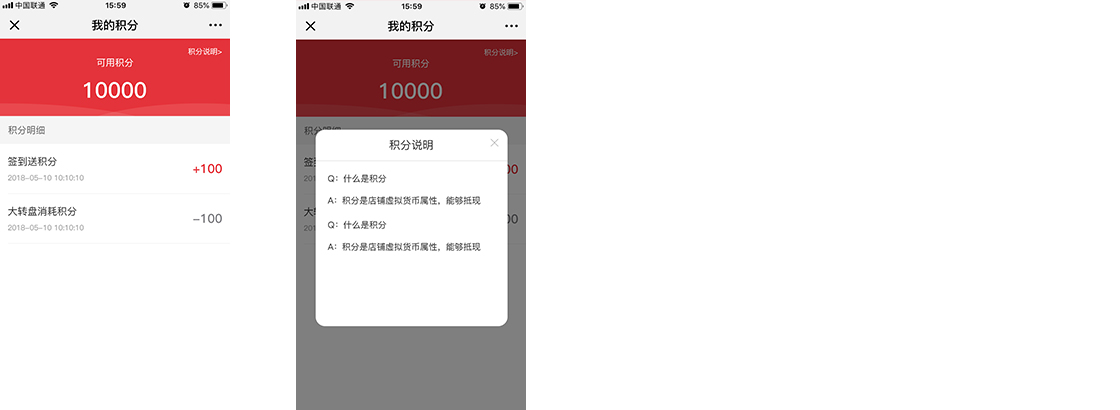 中国联通 15:59 85%
我的积分
积分说明>
可用积分
10000
积分明细
签到送积分
+100
2018-05-10 10:10:10
大转盘消耗积分
-100
2018-05-10 10:10:10
中国联通 15:59 85%
我的积分
积分说明>
可用积分
10000
积分明细
积分说明
Q：什么是积分
A：积分是店铺虚拟货币属性，能够抵现
Q：什么是积分
A：积分是店铺虚拟货币属性，能够抵现